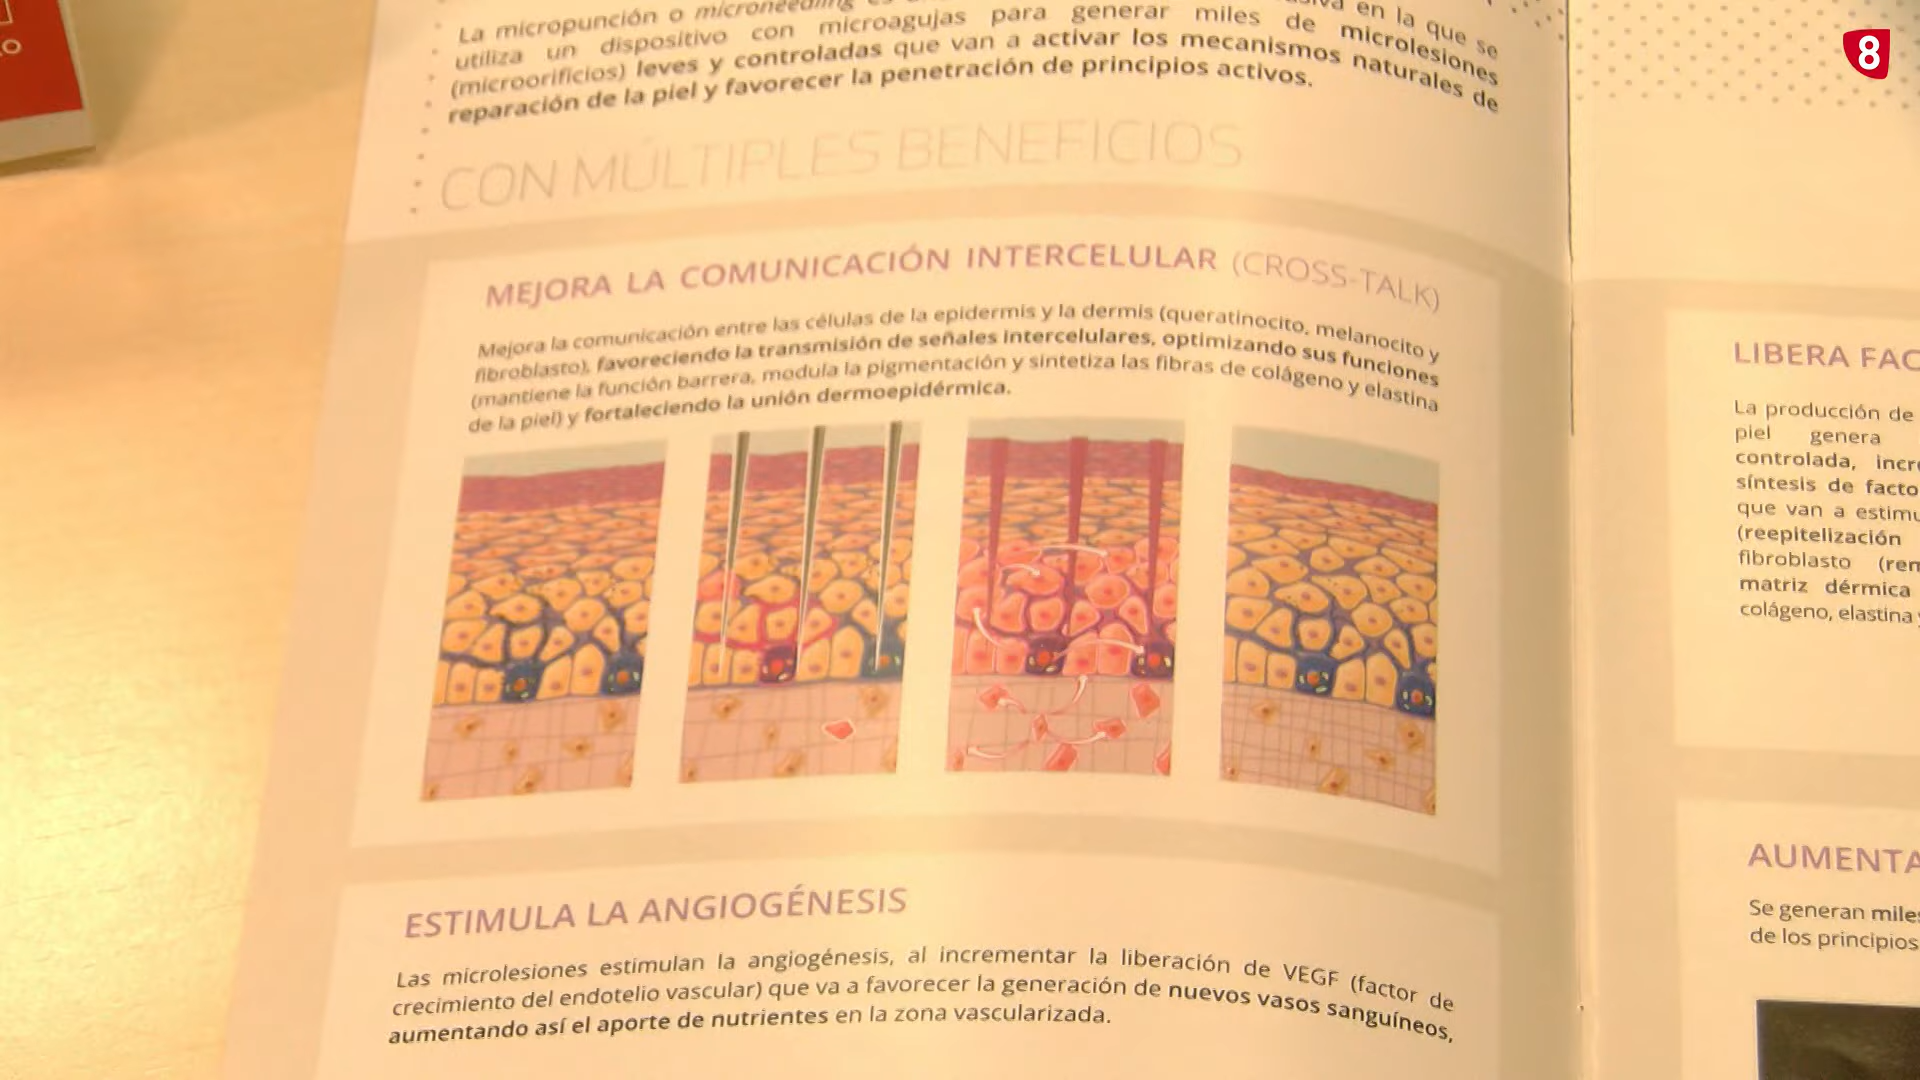 O
8
La micropunción o microneedling
en la que se
utiliza un dispositivo con microagujas para generar miles de microlesiones
(microorificios) leves y controladas que van a activar los mecanismos naturales de
reparación de la piel y favorecer la penetración de principios activos.
CON MÚLTIPLES BENEFICIOS
MEJORA LA COMUNICACIÓN INTERCELULAR (CROSS-TALK)
Mejora la comunicación entre las células de la epidermis y la dermis (queratinocito, melanocito y
fibroblasto), favoreciendo la transmisión de señales intercelulares, optimizando sus funciones
(mantiene la función barrera, modula la pigmentación y sintetiza las fibras de colágeno y elastina
de la piel) y fortaleciendo la unión dermoepidérmica.
ESTIMULA LA ANGIOGÉNESIS
Las microlesiones estimulan la angiogénesis, al incrementar la liberación de VEGF (factor de
crecimiento del endotelio vascular) que va a favorecer la generación de nuevos vasos sanguíneos,
aumentando así el aporte de nutrientes en la zona vascularizada.
LIBERA FAC
La producción de
piel genera
controlada, incre
síntesis de facto
que van a estimu
(reepitelización
fibroblasto (rem
matriz dérmica
colágeno, elastina y
AUMENTA
Se generan miles
de los principios